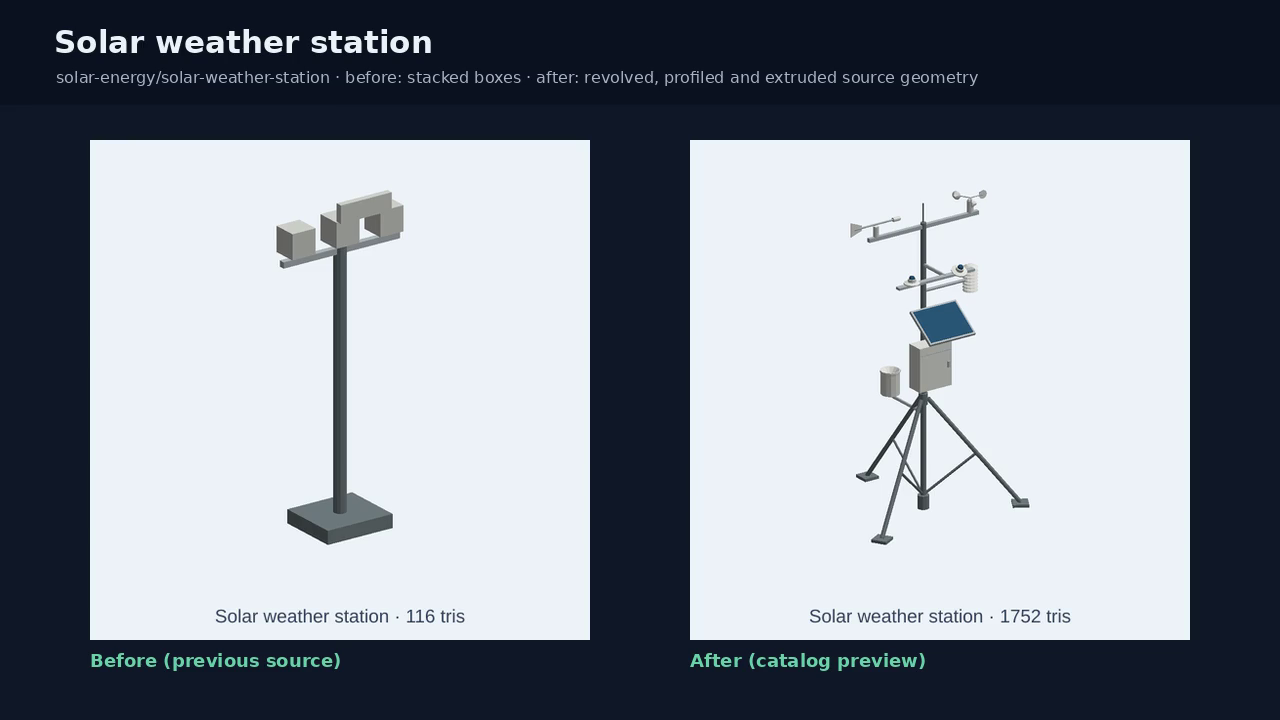 Solar weather station
solar-energy/solar-weather-station · before: stacked boxes · after: revolved, profiled and extruded source geometry
Solar weather station · 116 tris
Solar weather station · 1752 tris
Before (previous source)
After (catalog preview)